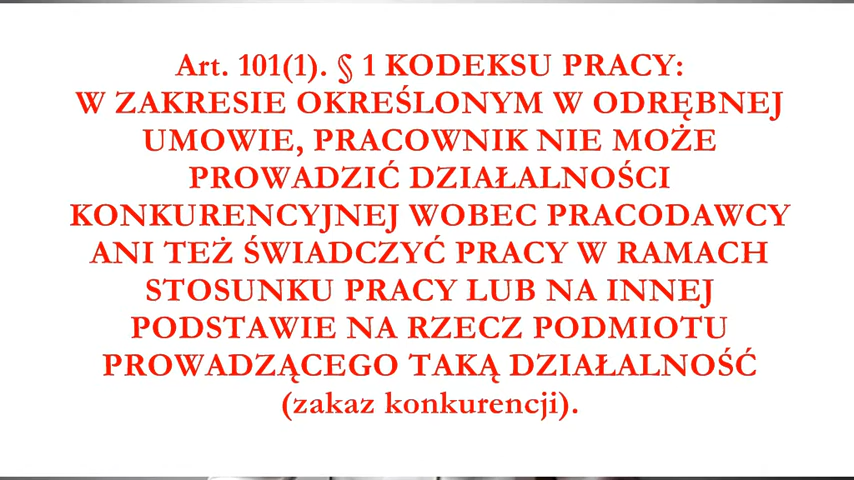 Art. 101(1). § 1 KODEKSU PRACY:
W ZAKRESIE OKREŚLONYM W ODRĘBNEJ
UMOWIE, PRACOWNIK NIE MOŻE
PROWADZIĆ DZIAŁALNOŚCI
KONKURENCYJNEJ WOBEC PRACODAWCY
ANI TEŻ ŚWIADCZYĆ PRACY W RAMACH
STOSUNKU PRACY LUB NA INNEJ
PODSTAWIE NA RZECZ PODMIOTU
PROWADZĄCEGO TAKĄ DZIAŁALNOŚĆ
(zakaz konkurencji).